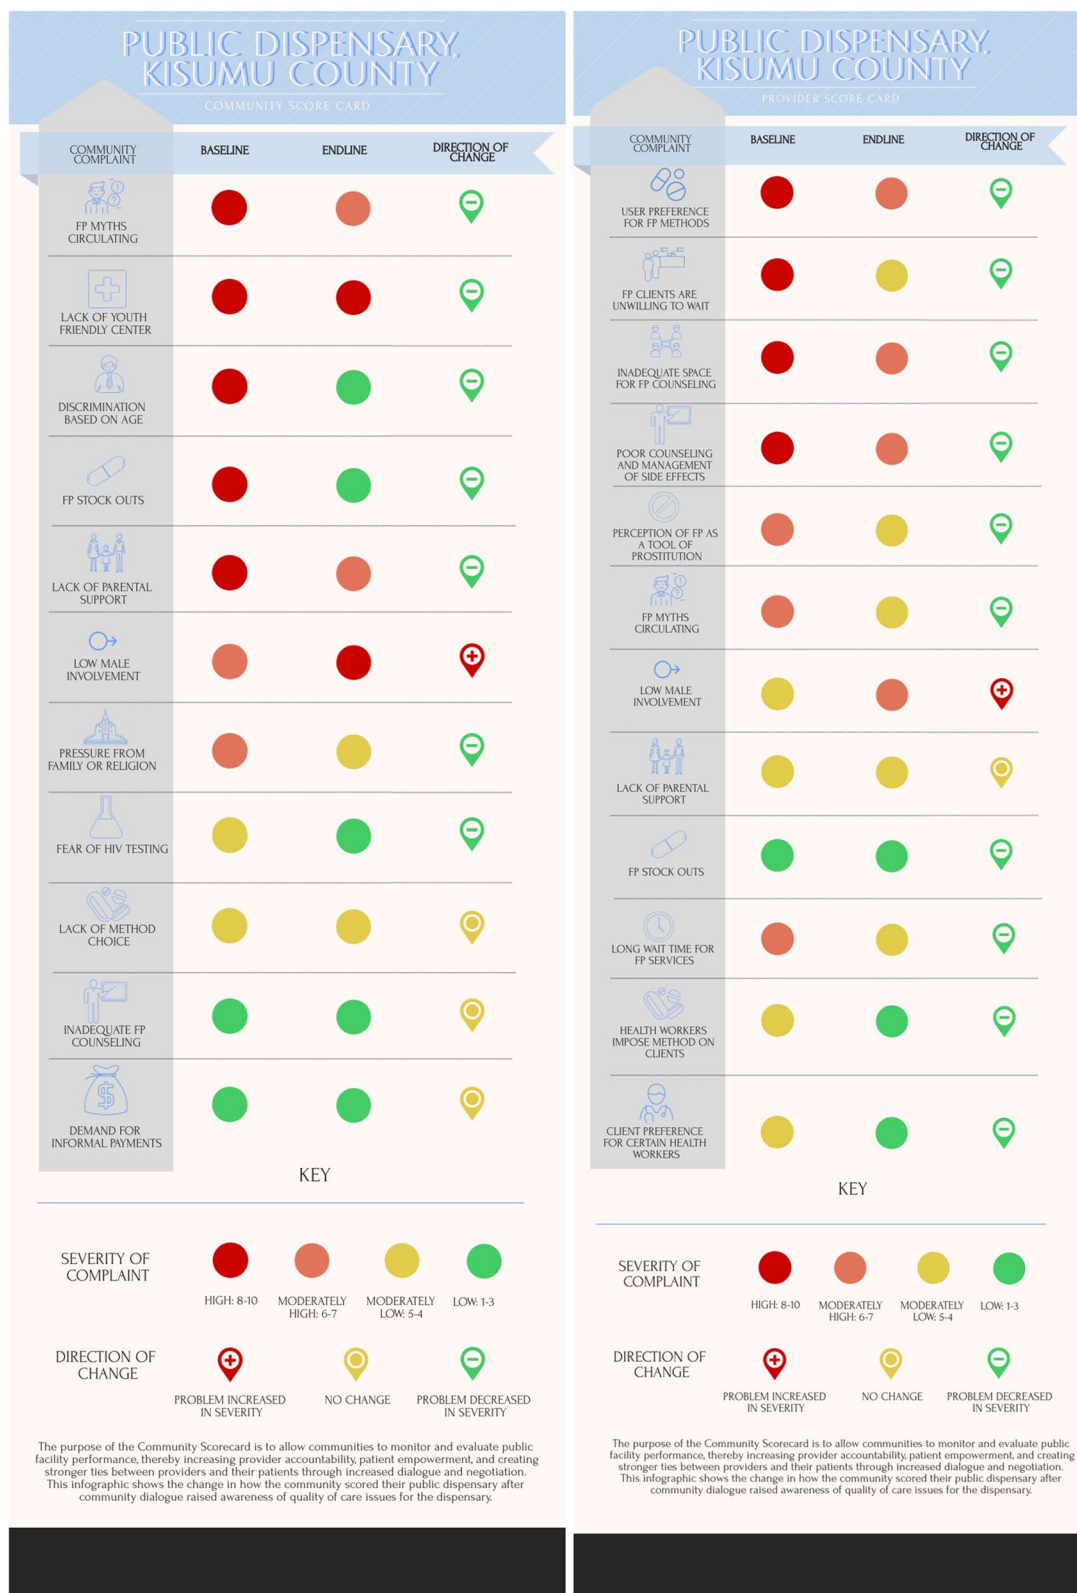 PUBLIC DISPENSARY,
KISUMU COUNTY
COMMUNITY SCORE CARD
COMMUNITY
COMPLAINT
BASELINE
ENDLINE
DIRECTION OF
CHANGE
FP MYTHS
CIRCULATING
LACK OF YOUTH
FRIENDLY CENTER
DISCRIMINATION
BASED ON AGE
FP STOCK OUTS
LACK OF PARENTAL
SUPPORT
LOW MALE
INVOLVEMENT
PRESSURE FROM
FAMILY OR RELIGION
FEAR OF HIV TESTING
LACK OF METHOD
CHOICE
INADEQUATE FP
COUNSELING
DEMAND FOR
INFORMAL PAYMENTS
KEY
SEVERITY OF
COMPLAINT
HIGH: 8-10
MODERATELY
HIGH: 6-7
MODERATELY
LOW: 5-4
LOW: 1-3
DIRECTION OF
CHANGE
PROBLEM INCREASED
IN SEVERITY
NO CHANGE
PROBLEM DECREASED
IN SEVERITY
The purpose of the Community Scorecard is to allow communities to monitor and evaluate public
facility performance, thereby increasing provider accountability, patient empowerment, and creating
stronger ties between providers and their patients through increased dialogue and negotiation.
This infographic shows the change in how the community scored their public dispensary after
community dialogue raised awareness of quality of care issues for the dispensary.
PUBLIC DISPENSARY,
KISUMU COUNTY
PROVIDER SCORE CARD
COMMUNITY
COMPLAINT
BASELINE
ENDLINE
DIRECTION OF
CHANGE
USER PREFERENCE
FOR FP METHODS
FP CLIENTS ARE
UNWILLING TO WAIT
INADEQUATE SPACE
FOR FP COUNSELING
POOR COUNSELING
AND MANAGEMENT
OF SIDE EFFECTS
PERCEPTION OF FP AS
A TOOL OF
PROSTITUTION
FP MYTHS
CIRCULATING
LOW MALE
INVOLVEMENT
LACK OF PARENTAL
SUPPORT
FP STOCK OUTS
LONG WAIT TIME FOR
FP SERVICES
HEALTH WORKERS
IMPOSE METHOD ON
CLIENTS
CLIENT PREFERENCE
FOR CERTAIN HEALTH
WORKERS
KEY
SEVERITY OF
COMPLAINT
HIGH: 8-10
MODERATELY
HIGH: 6-7
MODERATELY
LOW: 5-4
LOW: 1-3
DIRECTION OF
CHANGE
PROBLEM INCREASED
IN SEVERITY
NO CHANGE
PROBLEM DECREASED
IN SEVERITY
The purpose of the Community Scorecard is to allow communities to monitor and evaluate public
facility performance, thereby increasing provider accountability, patient empowerment, and creating
stronger ties between providers and their patients through increased dialogue and negotiation.
This infographic shows the change in how the community scored their public dispensary after
community dialogue raised awareness of quality of care issues for the dispensary.